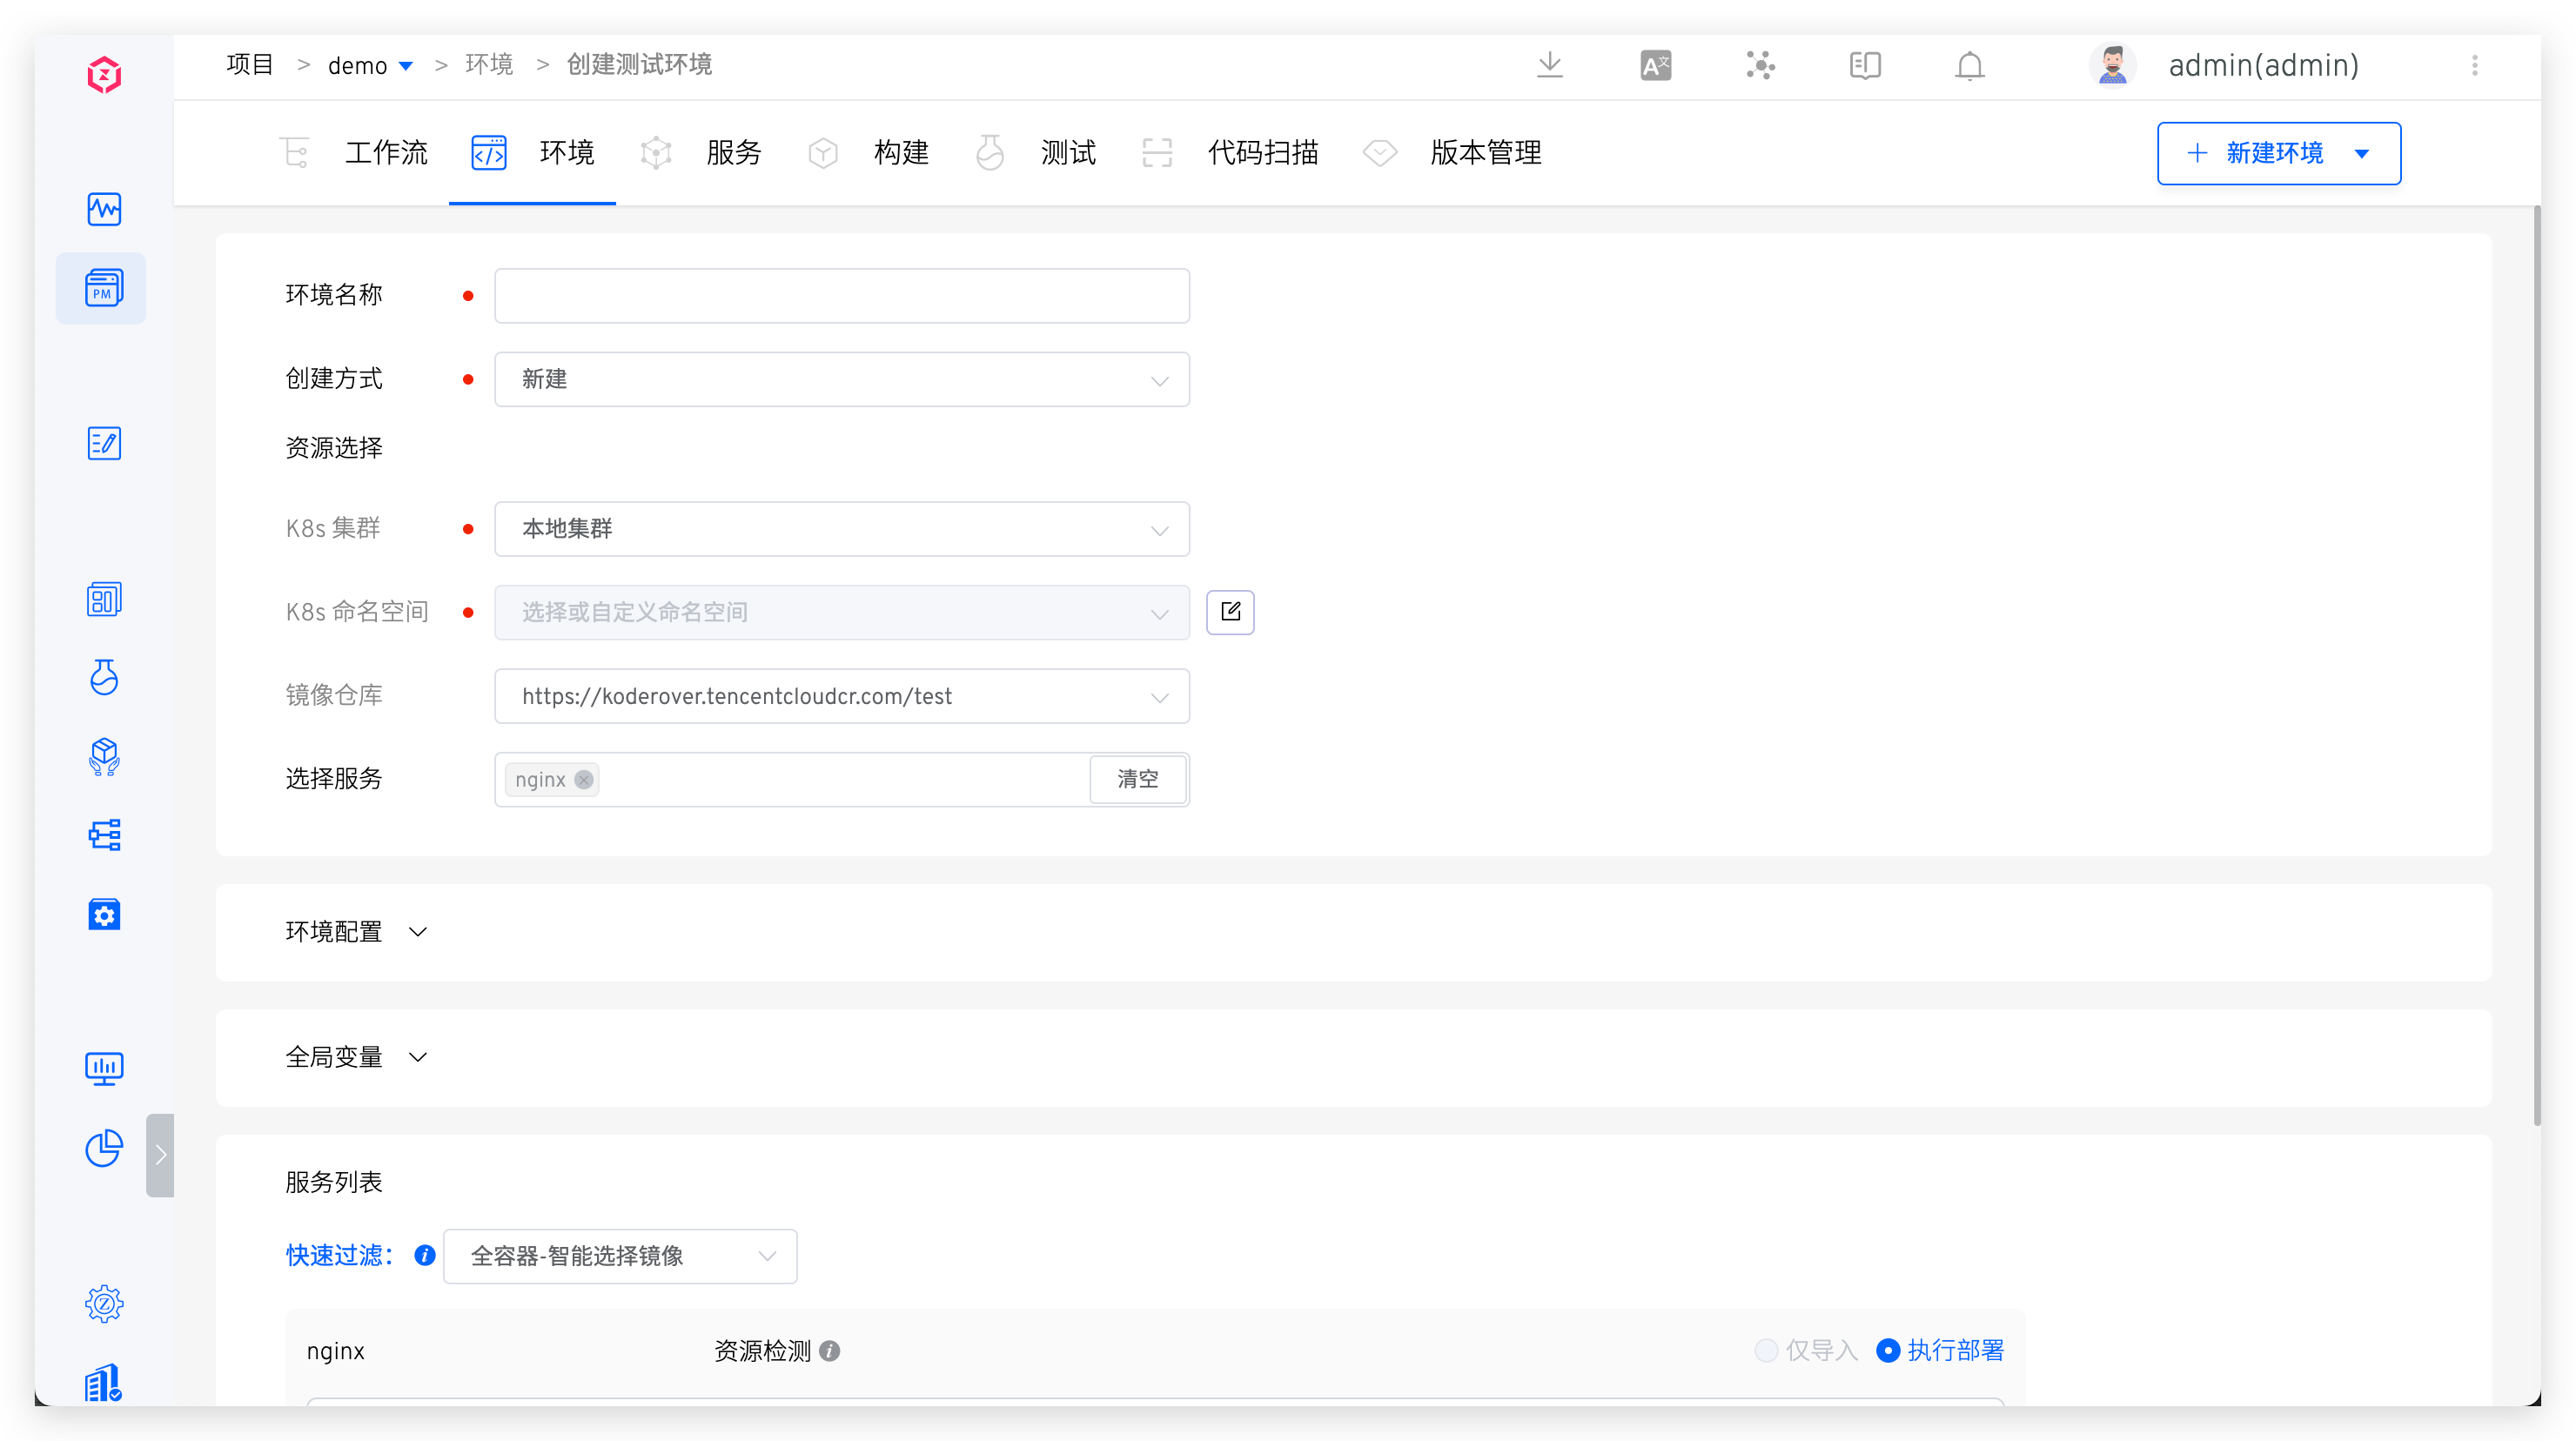 项目 > demo > 环境 > 创建测试环境
admin(admin)
工作流 环境 服务 构建 测试 代码扫描 版本管理
+ 新建环境
PM
环境名称
创建方式 新建
资源选择
K8s 集群 本地集群
K8s 命名空间 选择或自定义命名空间
镜像仓库 https://koderover.tencentcloudcr.com/test
选择服务 nginx 清空
环境配置
全局变量
服务列表
快速过滤： 全容器-智能选择镜像
nginx 资源检测 仅导入 执行部署